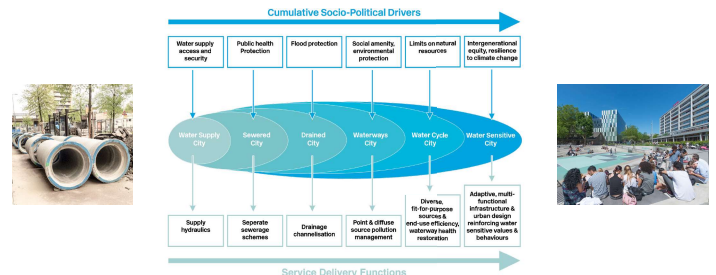 Cumulative Socio-Political Drivers
Water supply
access and
security
Public health
Protection
Flood protection
Social amenity,
environmental
protection
Limits on natural
resources
Intergenerational
equity, resilience
to climate change
Water Supply
City
Sewered
City
Drained
City
Waterways
City
Water Cycle
City
Water Sensitive
City
Supply
hydraulics
Seperate
sewerage
schemes
Drainage
channelisation
Point & diffuse
source pollution
management
Diverse,
fit-for-purpose
sources &
end-use efficiency,
waterway health
restoration
Adaptive, multi-
functional
infrastructure &
urban design
reinforcing water
sensitive values &
behaviours
Service Delivery Functions